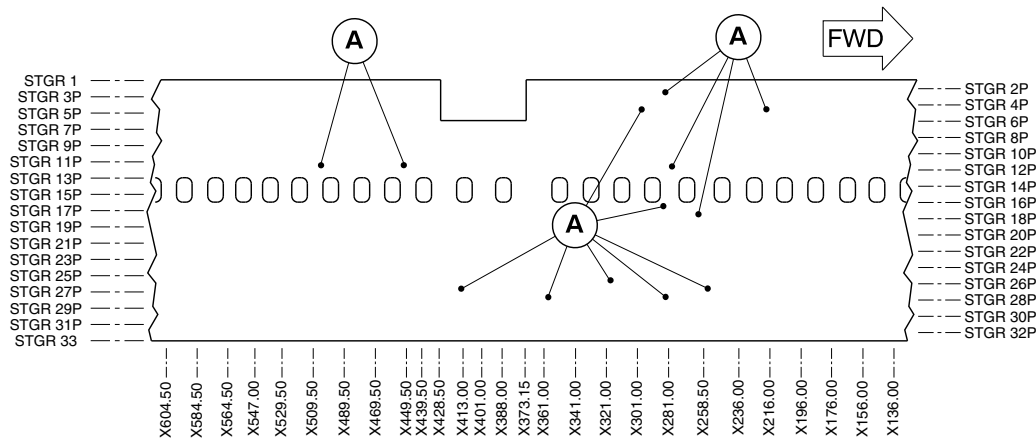 A
A
FWD
STGR 1
STGR 3P
STGR 5P
STGR 7P
STGR 9P
STGR 11P
STGR 13P
STGR 15P
STGR 17P
STGR 19P
STGR 21P
STGR 23P
STGR 25P
STGR 27P
STGR 29P
STGR 31P
STGR 33
A
STGR 2P
STGR 4P
STGR 6P
STGR 8P
STGR 10P
STGR 12P
STGR 14P
STGR 16P
STGR 18P
STGR 20P
STGR 22P
STGR 24P
STGR 26P
STGR 28P
STGR 30P
STGR 32P
X604.50
X584.50
X564.50
X547.00
X529.50
X509.50
X489.50
X469.50
X449.50
X439.50
X428.50
X413.00
X401.00
X388.00
X373.15
X361.00
X341.00
X321.00
X301.00
X281.00
X258.50
X236.00
X216.00
X196.00
X176.00
X156.00
X136.00